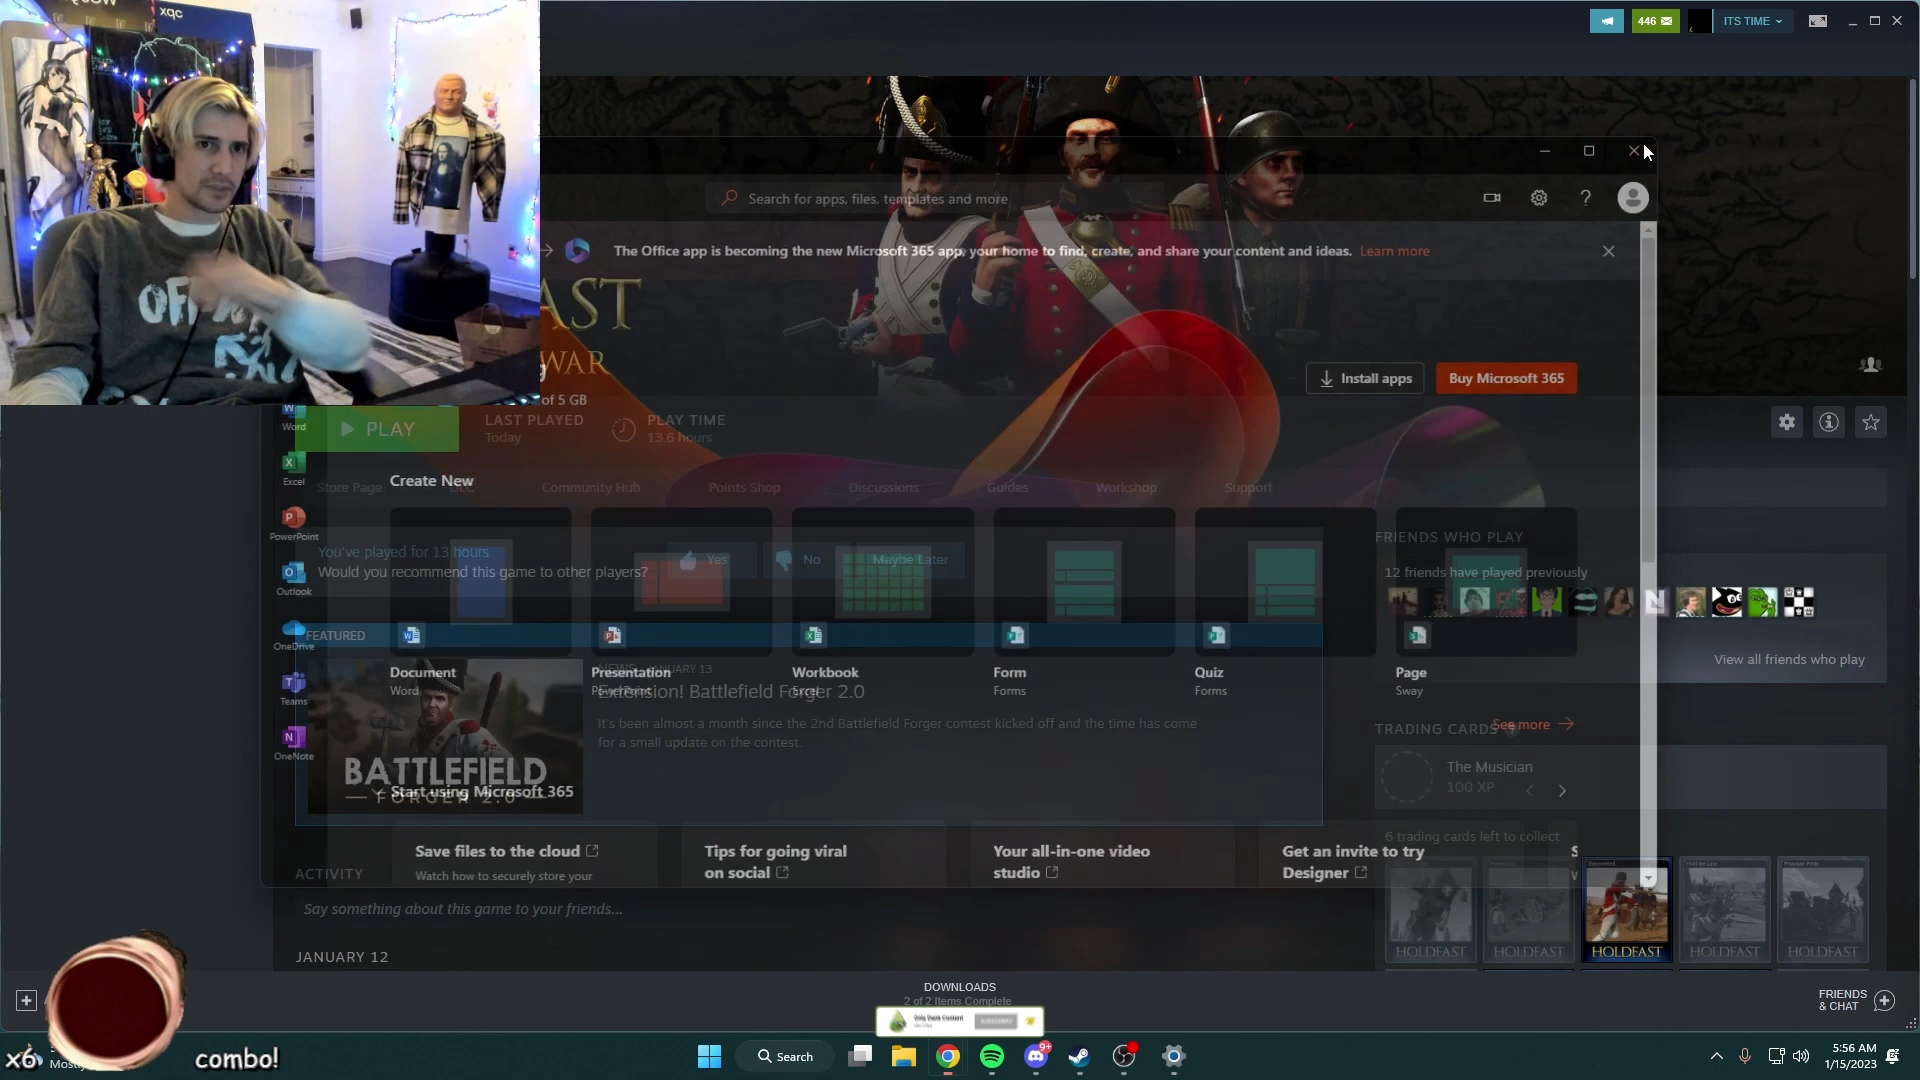 xqc
446
ITS TIME
Search for apps, files, templates and more
The Office app is becoming the new Microsoft 365 app, your home to find, create, and share your content and ideas. Learn more
AST
WAR
Install apps
Buy Microsoft 365
of 5 GB
PLAY
LAST PLAYED
Today
PLAY TIME
13.6 hours
Word
Excel
PowerPoint
Outlook
OneDrive
Teams
OneNote
Create New
Store Page
DLC
Community Hub
Points Shop
Discussions
Guides
Workshop
Support
You've played for 13 hours
Would you recommend this game to other players?
Yes
No
Maybe Later
FRIENDS WHO PLAY
12 friends have played previously
View all friends who play
FEATURED
Document
Word
Presentation
PowerPoint
Workbook
Excel
Form
Forms
Quiz
Forms
Page
Sway
NEWS
JANUARY 13
Extension! Battlefield Forger 2.0
It's been almost a month since the 2nd Battlefield Forger contest kicked off and the time has come
for a small update on the contest.
BATTLEFIELD
FORGER 2.0
Start using Microsoft 365
See more
TRADING CARDS
The Musician
100 XP
6 trading cards left to collect
Save files to the cloud
Watch how to securely store your
Tips for going viral
on social
Your all-in-one video
studio
Get an invite to try
Designer
HOLDFAST
HOLDFAST
HOLDFAST
HOLDFAST
HOLDFAST
ACTIVITY
Say something about this game to your friends...
JANUARY 12
DOWNLOADS
2 of 2 Items Complete
FRIENDS
& CHAT
Only Dank Content
SUBSCRIBE
x6
combo!
Search
9+
5:56 AM
1/15/2023